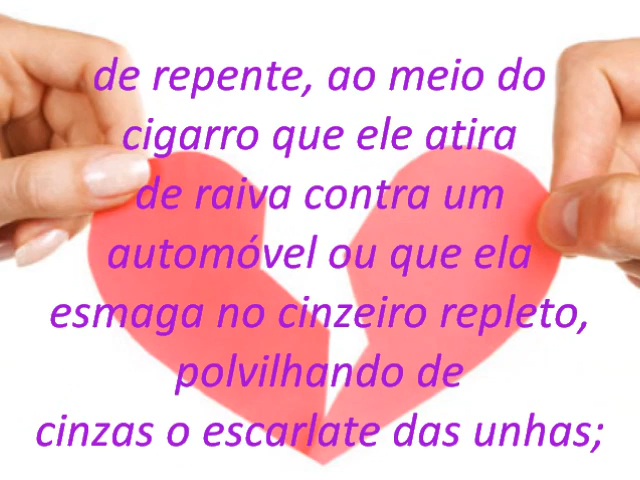 de repente, ao meio do
cigarro que ele atira
de raiva contra um
automóvel ou que ela
esmaga no cinzeiro repleto,
polvilhando de
cinzas o escarlate das unhas;